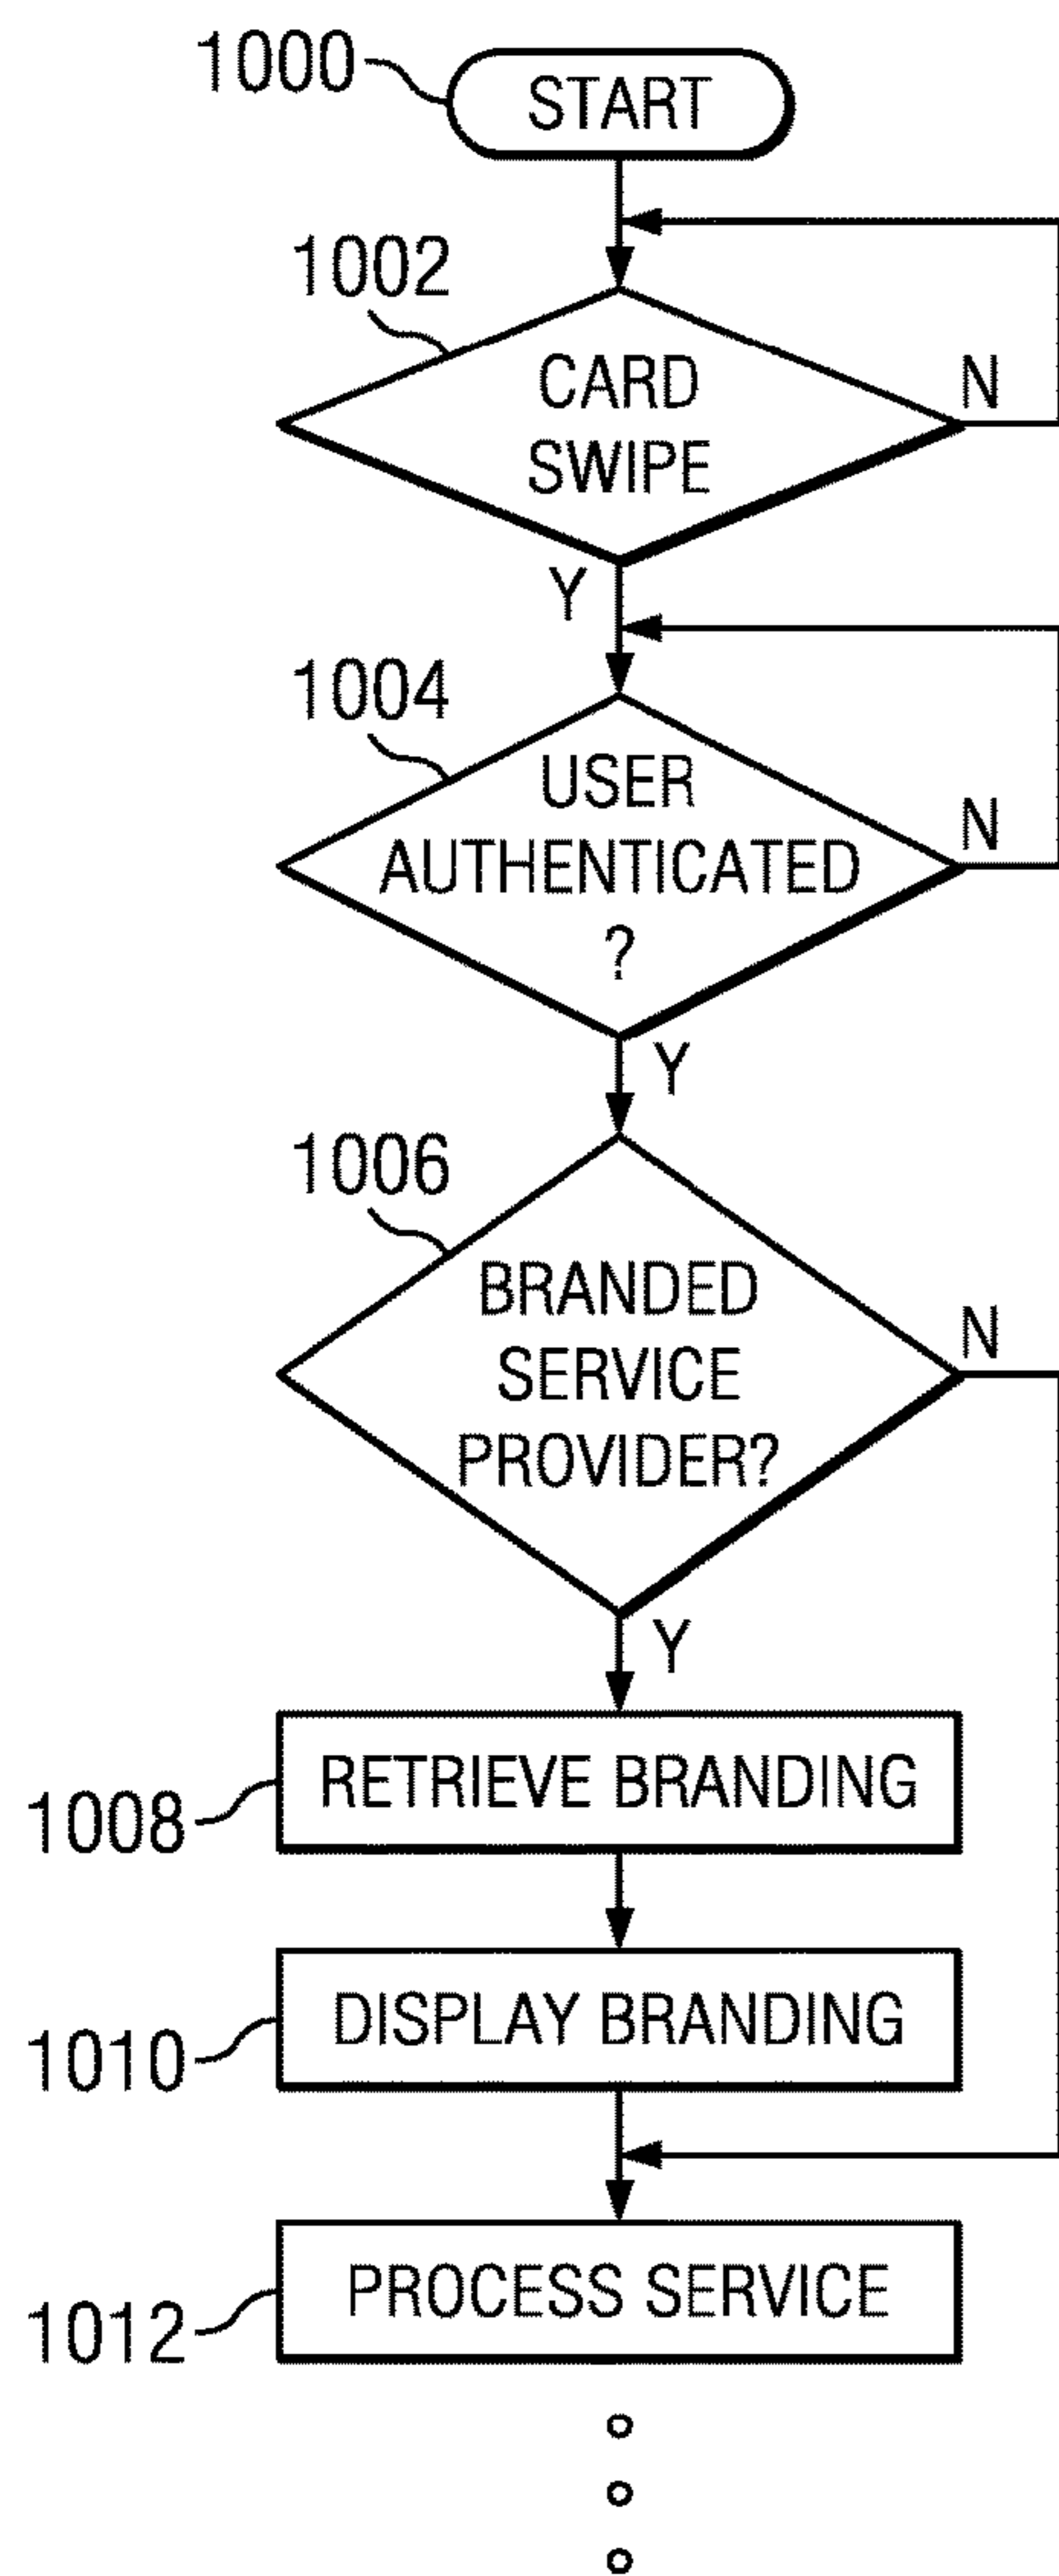 1000
START
1002
CARD
SWIPE
N
Y
1004
USER
AUTHENTICATED
?
N
Y
1006
BRANDED
SERVICE
PROVIDER?
N
Y
1008
RETRIEVE BRANDING
1010
DISPLAY BRANDING
1012
PROCESS SERVICE